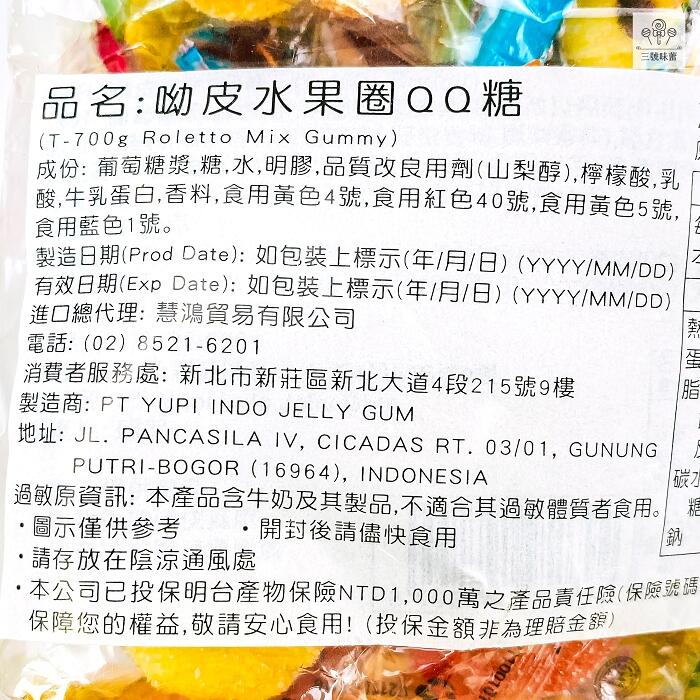 三號味蕾
品名:呦皮水果圈QQ糖
(T-700g Roletto Mix Gummy)
成份: 葡萄糖漿,糖,水,明膠,品質改良用劑(山梨醇),檸檬酸,乳
酸,牛乳蛋白,香料,食用黃色4號,食用紅色40號,食用黃色5號,
食用藍色1號。
製造日期(Prod Date): 如包裝上標示(年/月/日) (YYYY/MM/DD)
有效日期(Exp Date): 如包裝上標示(年/月/日) (YYYY/MM/DD)
進口總代理: 慧鴻貿易有限公司
電話: (02) 8521-6201
消費者服務處: 新北市新莊區新北大道4段215號9樓
製造商: PT YUPI INDO JELLY GUM
地址: JL. PANCASILA IV, CICADAS RT. 03/01, GUNUNG
PUTRI-BOGOR (16964), INDONESIA
過敏原資訊: 本產品含牛奶及其製品,不適合其過敏體質者食用。
・圖示僅供參考 ・開封後請儘快食用
・請存放在陰涼通風處
・本公司已投保明台產物保險NTD1,000萬之產品責任險(保險號碼
保障您的權益,敬請安心食用! (投保金額非為理賠金額)
每
本
熱
蛋
脂
碳水
糖
鈉